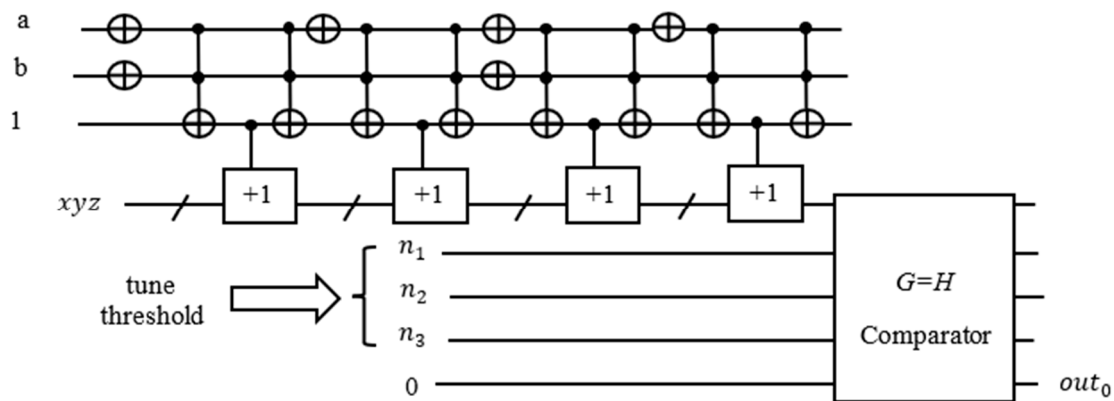 a
b
1
+1 +1 +1 +1
xyz
n₁
n₂
n₃
0
tune
threshold
G=H
Comparator
out₀